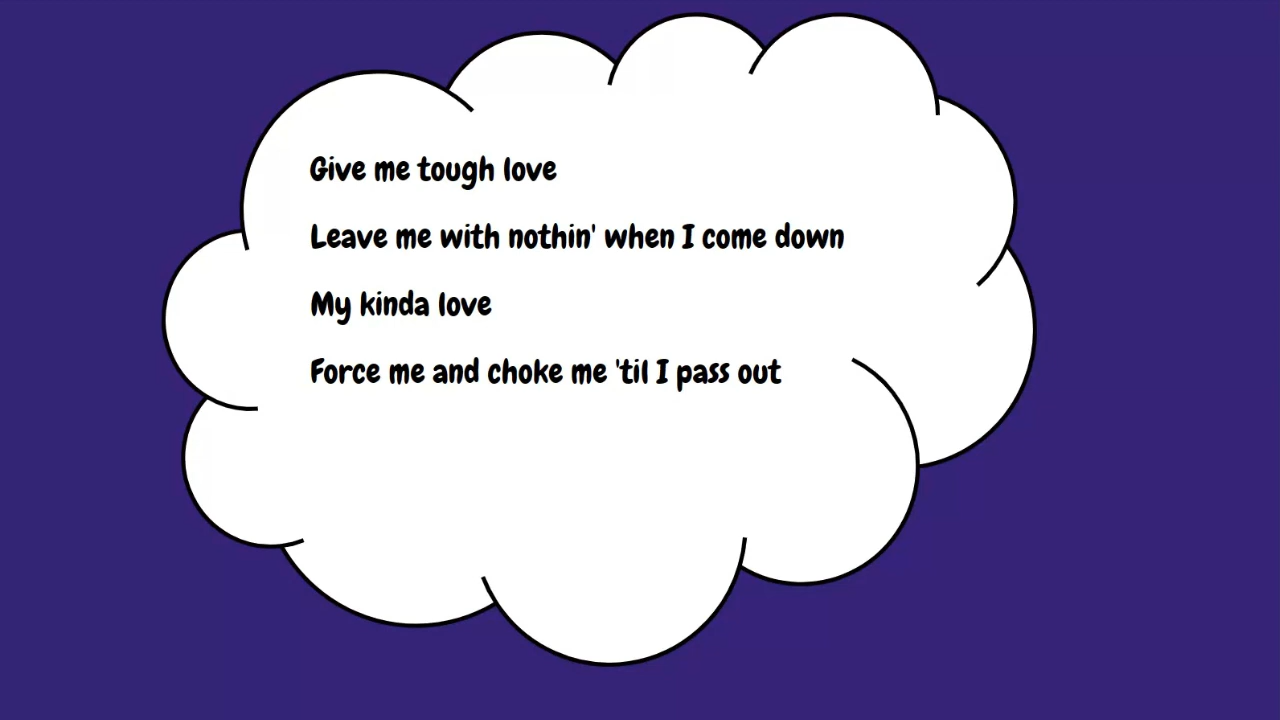 Give me tough love
Leave me with nothin' when I come down
My kinda love
Force me and choke me 'til I pass out